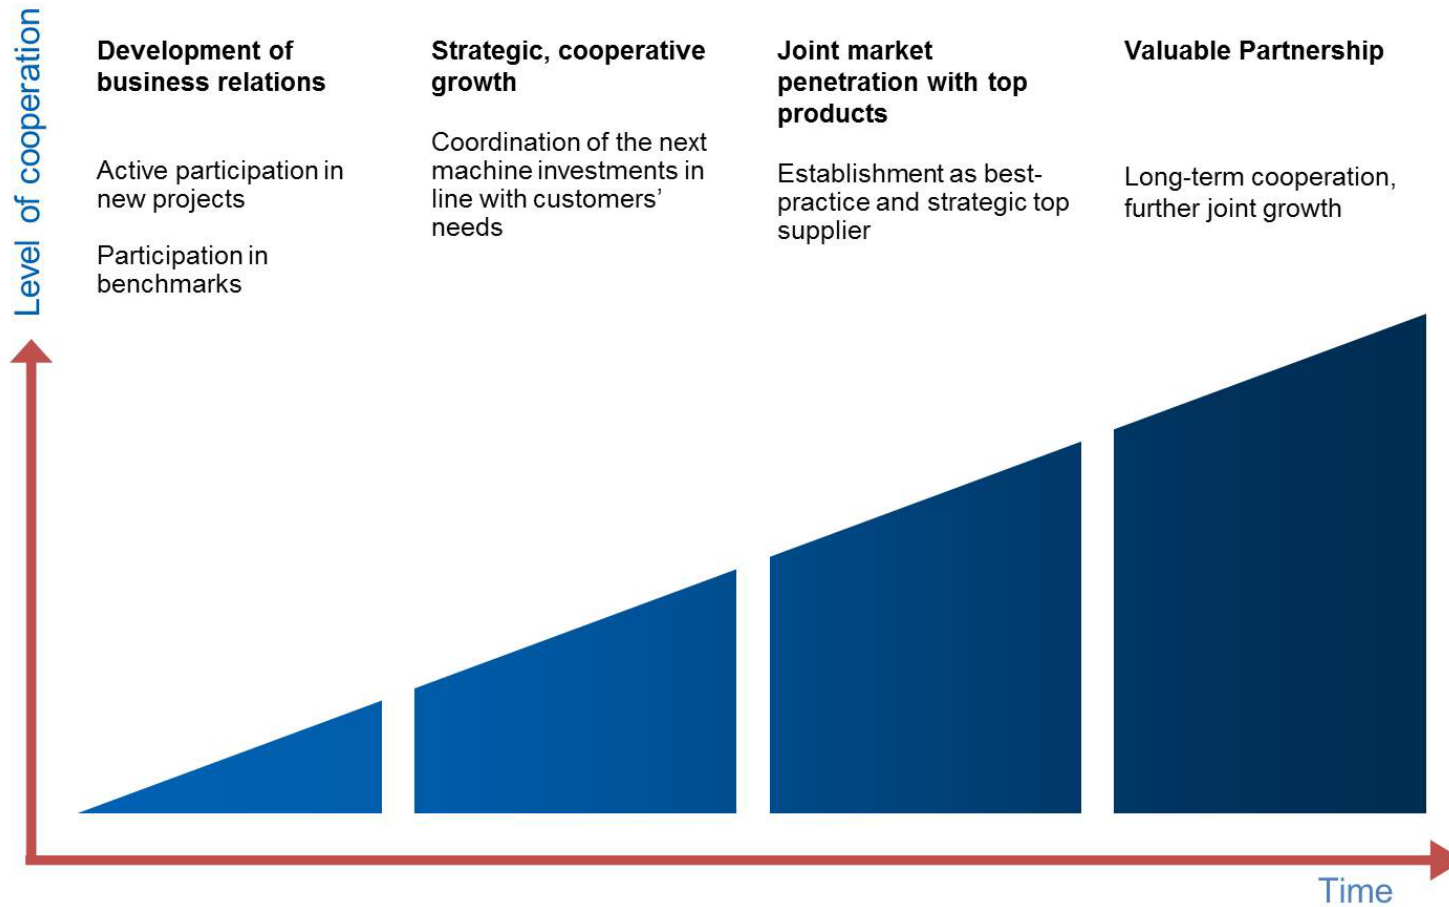 Level of cooperation
Development of
business relations
Active participation in
new projects
Participation in
benchmarks
Strategic, cooperative
growth
Coordination of the next
machine investments in
line with customers’
needs
Joint market
penetration with top
products
Establishment as best-
practice and strategic top
supplier
Valuable Partnership
Long-term cooperation,
further joint growth
Time